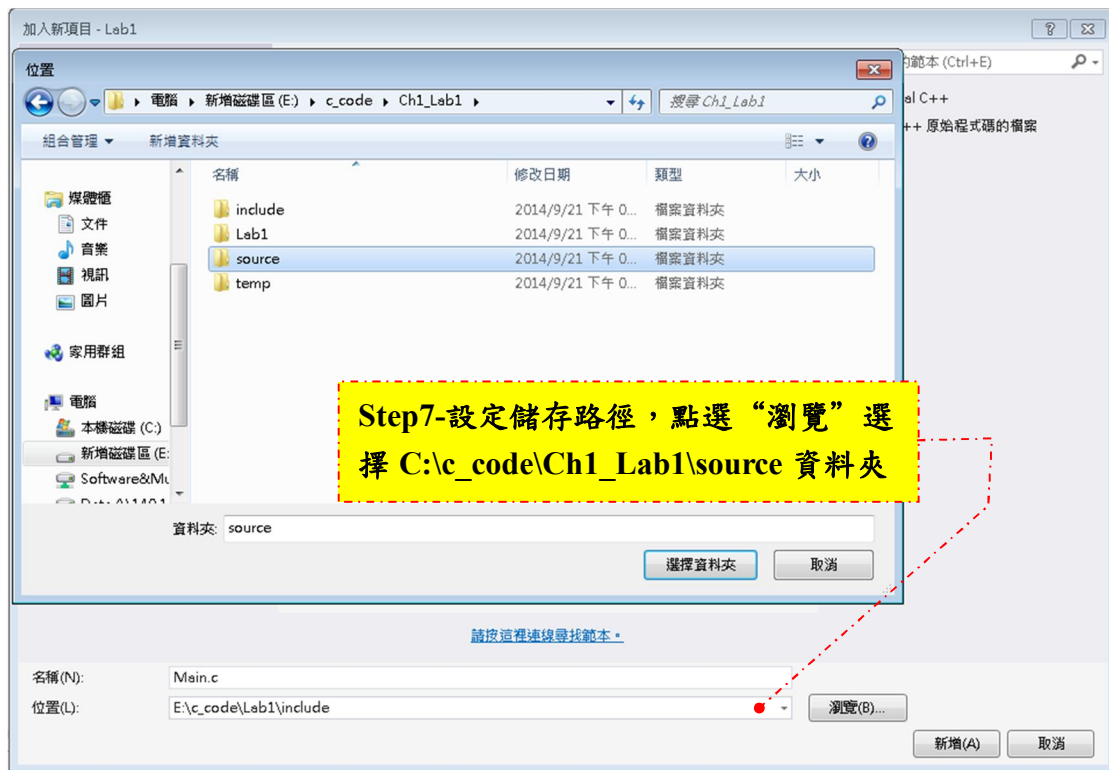 加入新項目 - Lab1
位置
電腦 新增磁碟區 (E:) c_code Ch1_Lab1
搜尋 Ch1_Lab1
的範本 (Ctrl+E)
al C++
++ 原始程式碼的檔案
組合管理 新增資料夾
名稱 修改日期 類型 大小
include 2014/9/21 下午 0... 檔案資料夾
Lab1 2014/9/21 下午 0... 檔案資料夾
source 2014/9/21 下午 0... 檔案資料夾
temp 2014/9/21 下午 0... 檔案資料夾
媒體櫃
文件
音樂
視訊
圖片
家用群組
電腦
本機磁碟 (C:)
新增磁碟區 (E:
Software&Mu
Step7-設定儲存路徑，點選“瀏覽”選
擇 C:\c_code\Ch1_Lab1\source 資料夾
資料夾: source
選擇資料夾 取消
請按這裡連線尋找範本。
名稱(N): Main.c
位置(L): E:\c_code\Lab1\include 瀏覽(B)...
新增(A) 取消